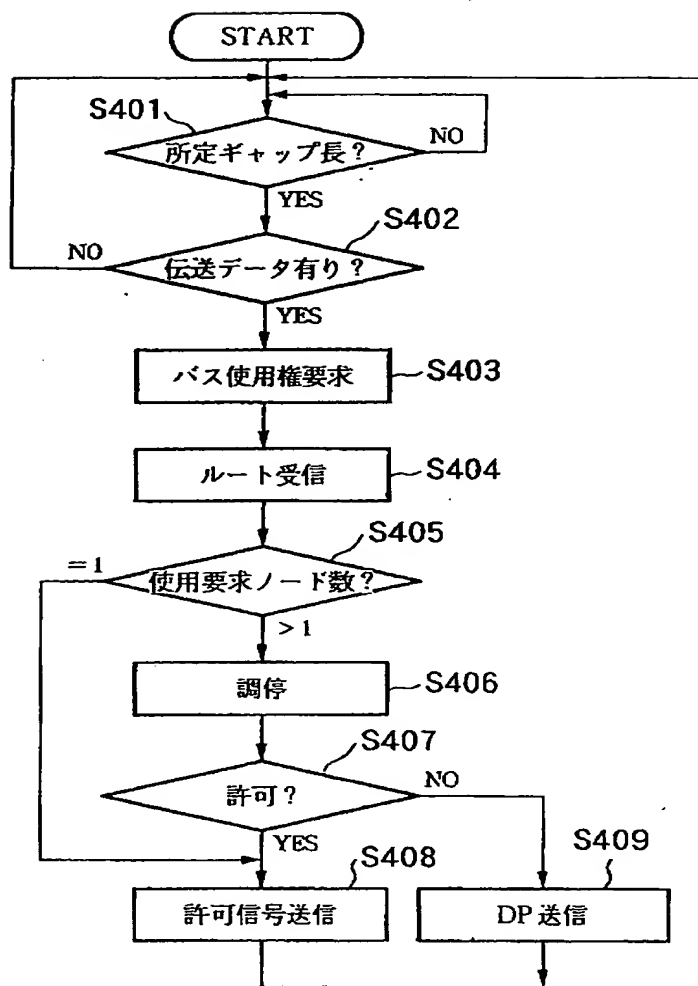 START
S401
所定ギャップ長?
NO
YES
S402
NO
伝送データ有り?
YES
バス使用権要求
S403
ルート受信
S404
S405
=1
使用要求ノード数?
>1
調停
S406
S407
許可?
NO
YES
S408
S409
許可信号送信
DP送信